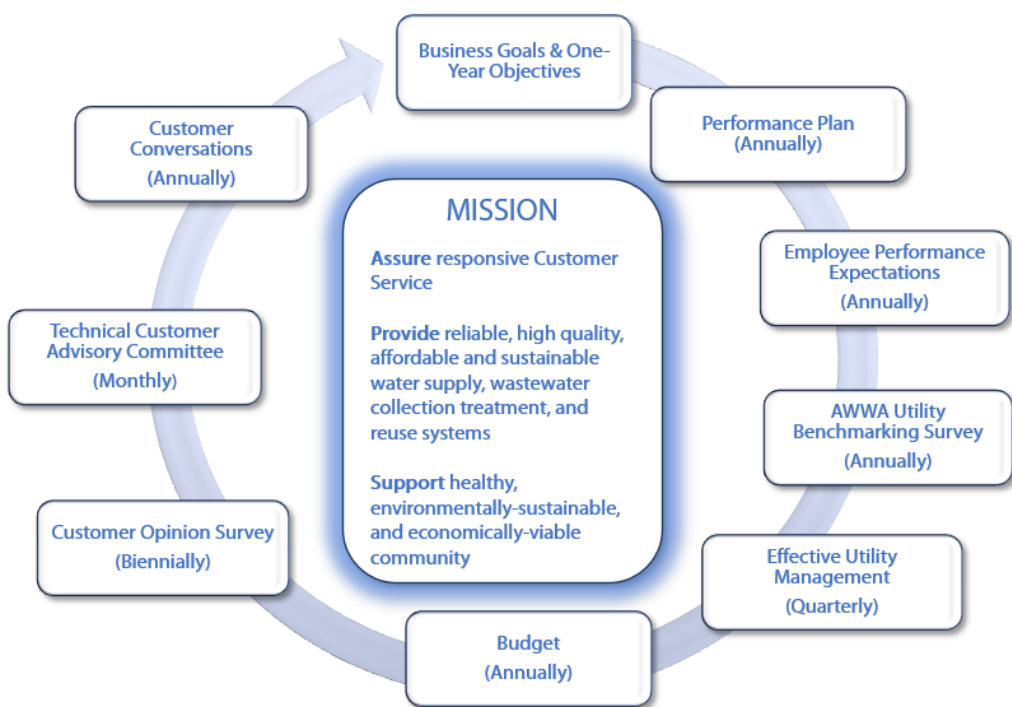 Business Goals & One-
Year Objectives
Performance Plan
(Annually)
Employee Performance
Expectations
(Annually)
AWWA Utility
Benchmarking Survey
(Annually)
Effective Utility
Management
(Quarterly)
Budget
(Annually)
Customer Opinion Survey
(Biennially)
Technical Customer
Advisory Committee
(Monthly)
Customer
Conversations
(Annually)
MISSION
Assure responsive Customer
Service
Provide reliable, high quality,
affordable and sustainable
water supply, wastewater
collection treatment, and
reuse systems
Support healthy,
environmentally-sustainable,
and economically-viable
community